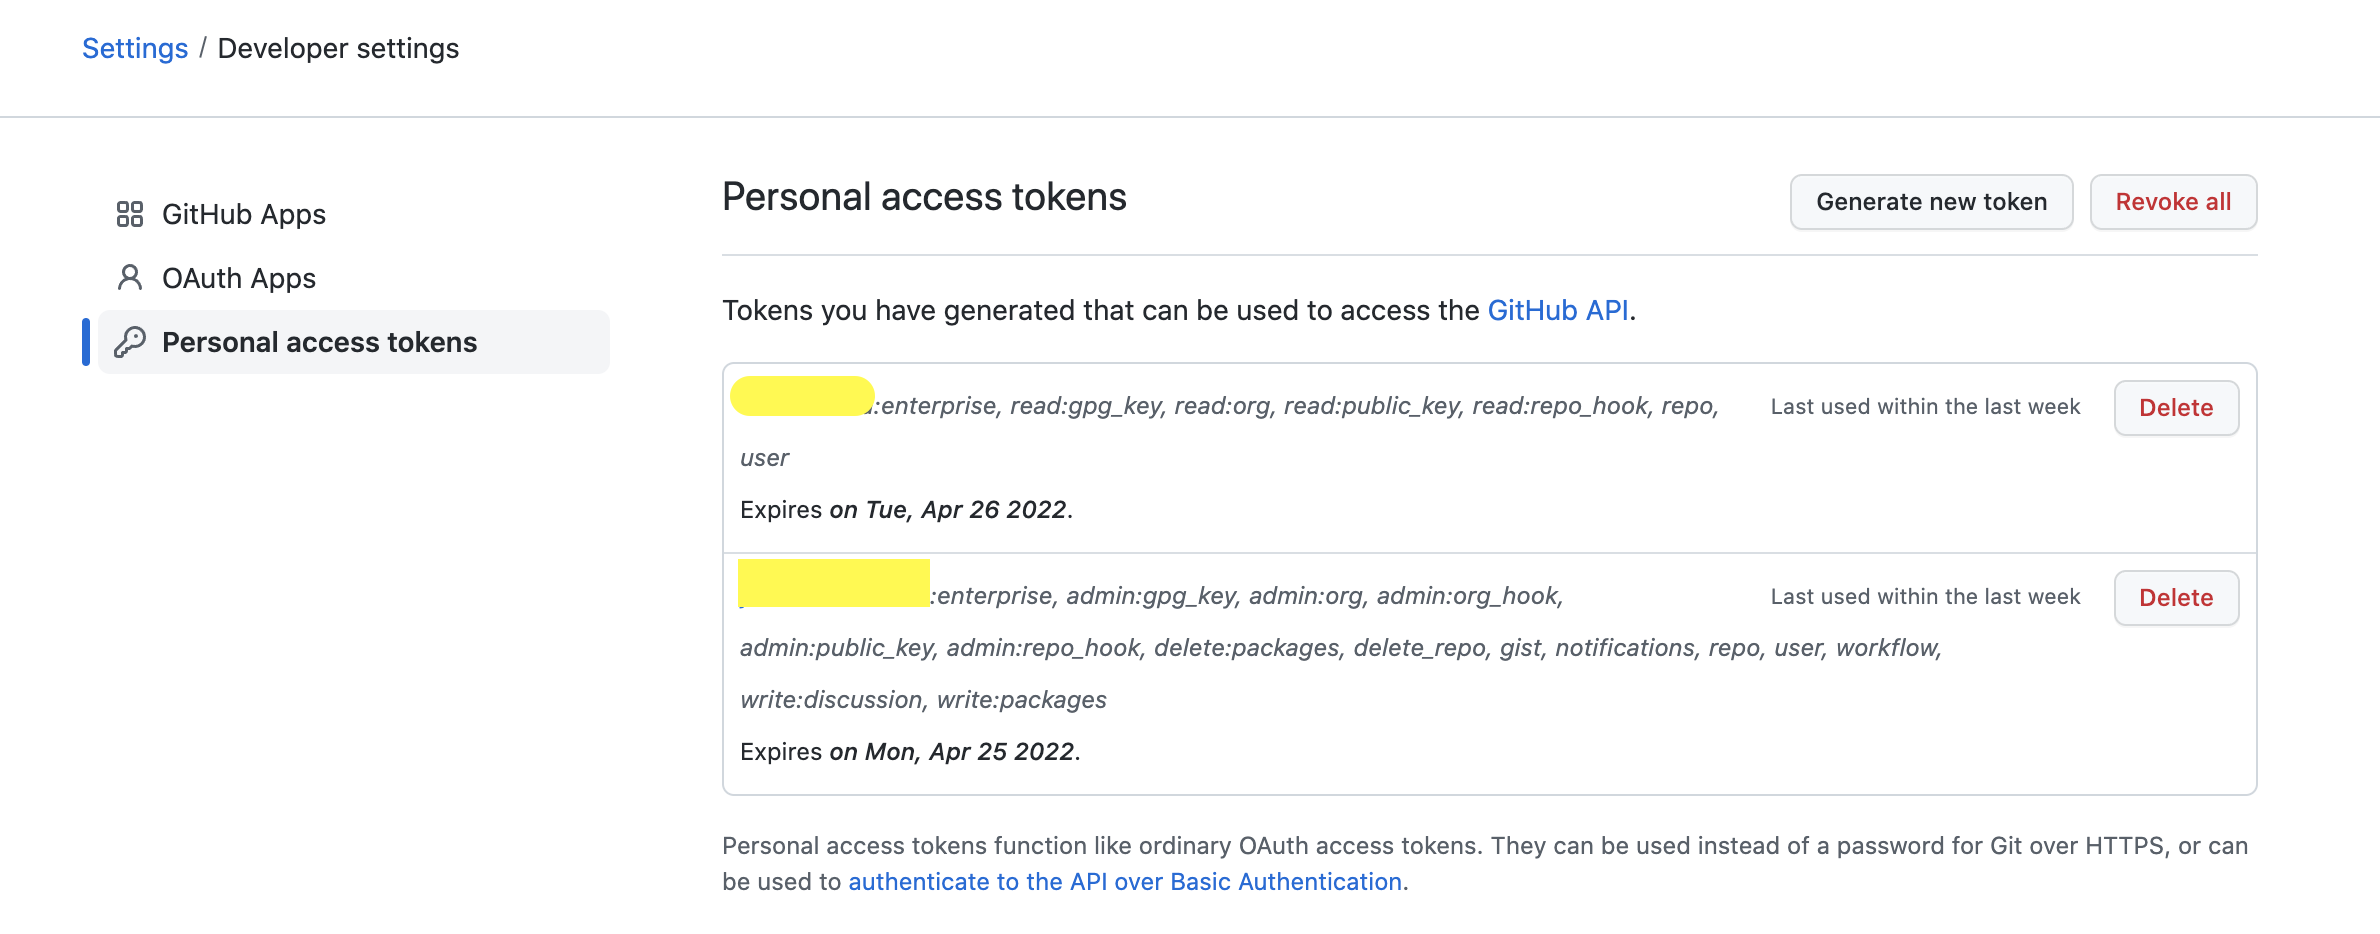 Settings / Developer settings
GitHub Apps
OAuth Apps
Personal access tokens
Personal access tokens
Generate new token
Revoke all
Tokens you have generated that can be used to access the GitHub API.
:enterprise, read:gpg_key, read:org, read:public_key, read:repo_hook, repo,
Last used within the last week
Delete
user
Expires on Tue, Apr 26 2022.
:enterprise, admin:gpg_key, admin:org, admin:org_hook,
Last used within the last week
Delete
admin:public_key, admin:repo_hook, delete:packages, delete_repo, gist, notifications, repo, user, workflow,
write:discussion, write:packages
Expires on Mon, Apr 25 2022.
Personal access tokens function like ordinary OAuth access tokens. They can be used instead of a password for Git over HTTPS, or can
be used to authenticate to the API over Basic Authentication.